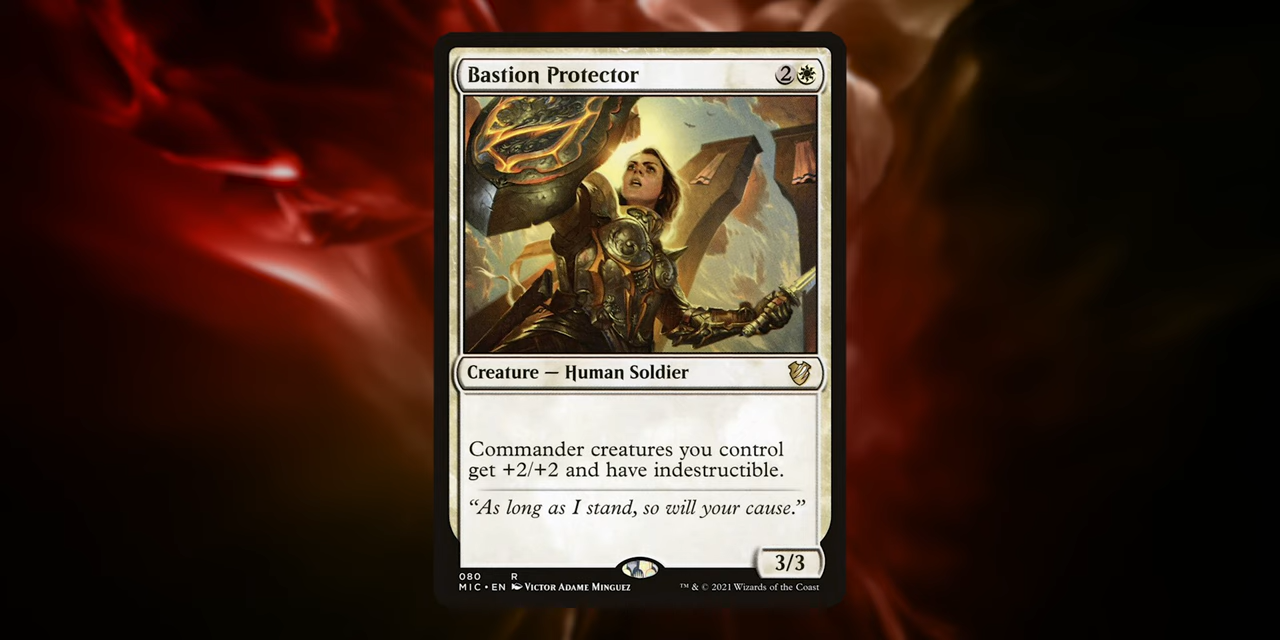 Bastion Protector 2
Creature — Human Soldier
Commander creatures you control
get +2/+2 and have indestructible.
“As long as I stand, so will your cause.”
3/3
080 R
MIC • EN Victor Adame Minguez ™ & © 2021 Wizards of the Coast